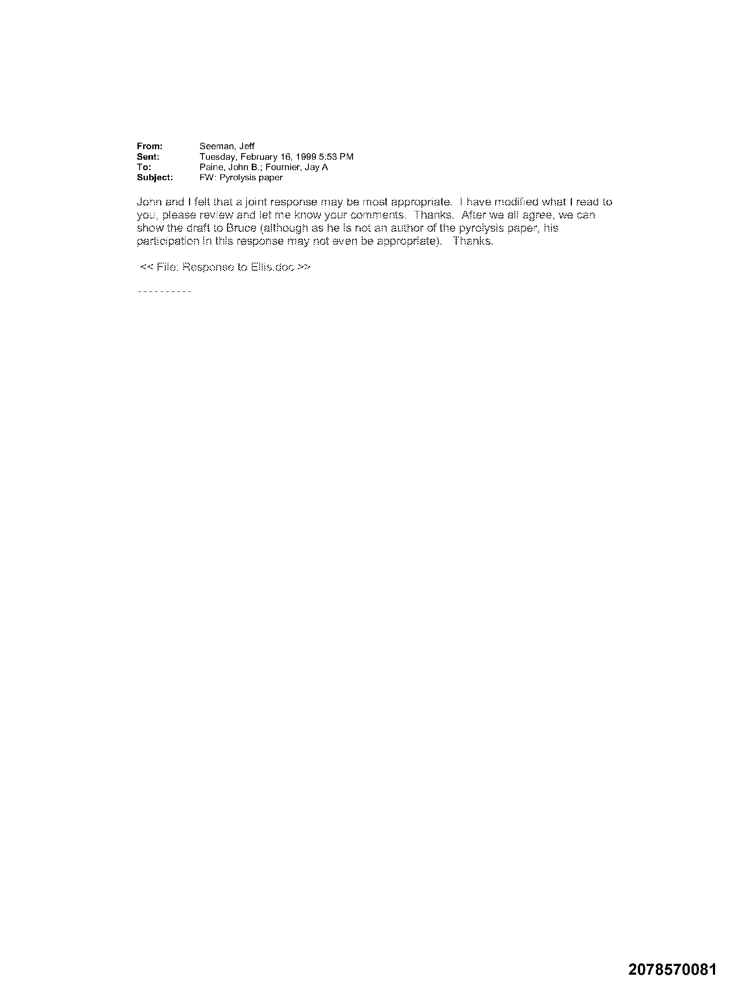 From: Seeman, Jeff
Sent: Tuesday, February 16, 1999 5:53 PM
To: Paine, John B.; Fournier, Jay A
Subject: FW: Pyrolysis paper
John and I felt that a joint response may be most appropriate. I have modified what I read to
you, please review and let me know your comments. Thanks. After we all agree, we can
show the draft to Bruce (although as he is not an author of the pyrolysis paper, his
participation in this response may not even be appropriate). Thanks.
<< File: Response to Ellis.doc >>
----------
2078570081